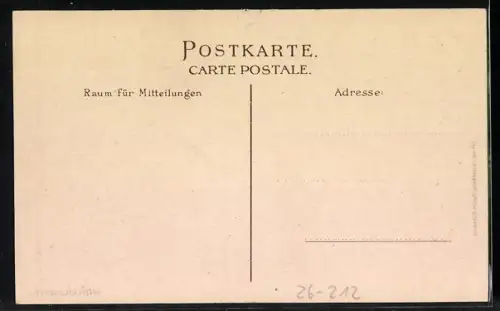 POSTKARTE.
CARTE POSTALE.
Raum für Mitteilungen
Adresse:
26-212